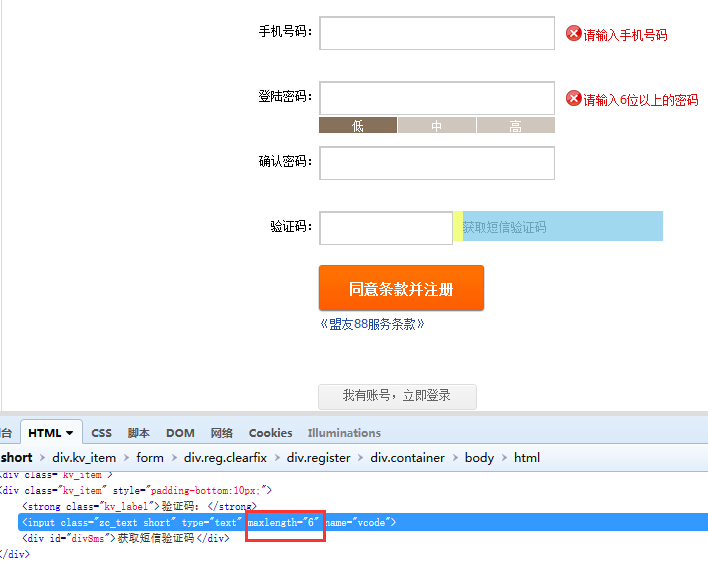 手机号码：
请输入手机号码
登陆密码：
请输入6位以上的密码
低 中 高
确认密码：
验证码：
获取短信验证码
同意条款并注册
《盟友88服务条款》
我有账号，立即登录
台 HTML CSS 脚本 DOM 网络 Cookies Illuminations
short > div.kv_item > form > div.reg.clearfix > div.register > div.container > body > html
<div class="kv_item">
<div class="kv_item" style="padding-bottom:10px;">
<strong class="kv_label">验证码：</strong>
<input class="zc_text short" type="text" maxlength="6" name="vcode">
<div id="divSms">获取短信验证码</div>
</div>